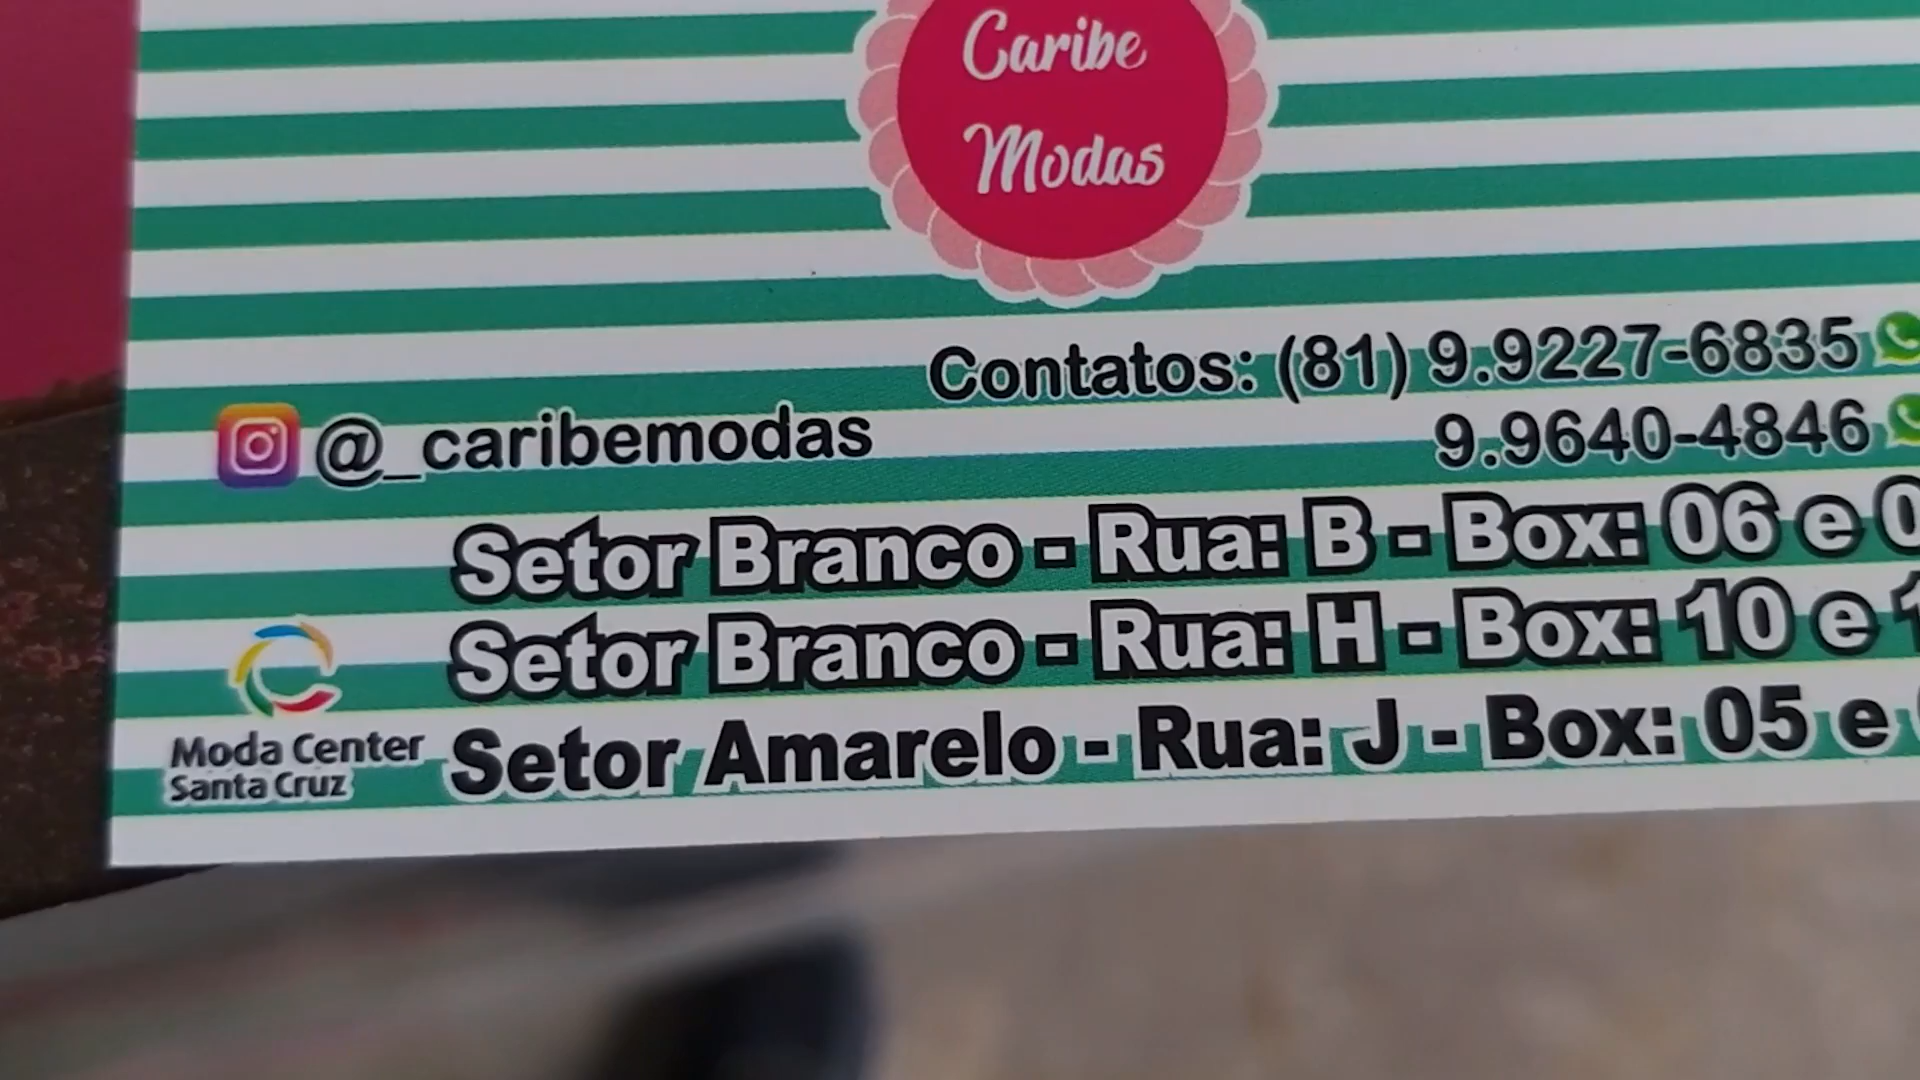 Caribe
Modas
Contatos: (81) 9.9227-6835
9.9640-4846
@_caribemodas
Setor Branco - Rua: B - Box: 06 e
Setor Branco - Rua: H - Box: 10 e
Setor Amarelo - Rua: J - Box: 05 e
Moda Center
Santa Cruz